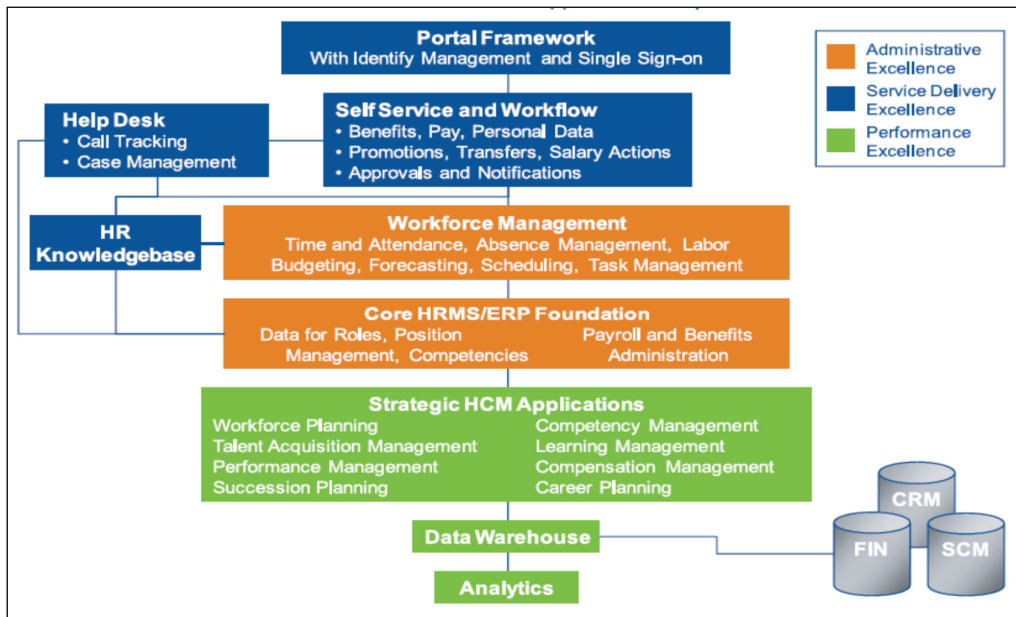 Portal Framework
With Identify Management and Single Sign-on
Administrative
Excellence
Service Delivery
Excellence
Performance
Excellence
Help Desk
• Call Tracking
• Case Management
Self Service and Workflow
• Benefits, Pay, Personal Data
• Promotions, Transfers, Salary Actions
• Approvals and Notifications
HR
Knowledgebase
Workforce Management
Time and Attendance, Absence Management, Labor
Budgeting, Forecasting, Scheduling, Task Management
Core HRMS/ERP Foundation
Data for Roles, Position
Management, Competencies
Payroll and Benefits
Administration
Strategic HCM Applications
Workforce Planning
Talent Acquisition Management
Performance Management
Succession Planning
Competency Management
Learning Management
Compensation Management
Career Planning
Data Warehouse
Analytics
CRM
FIN
SCM